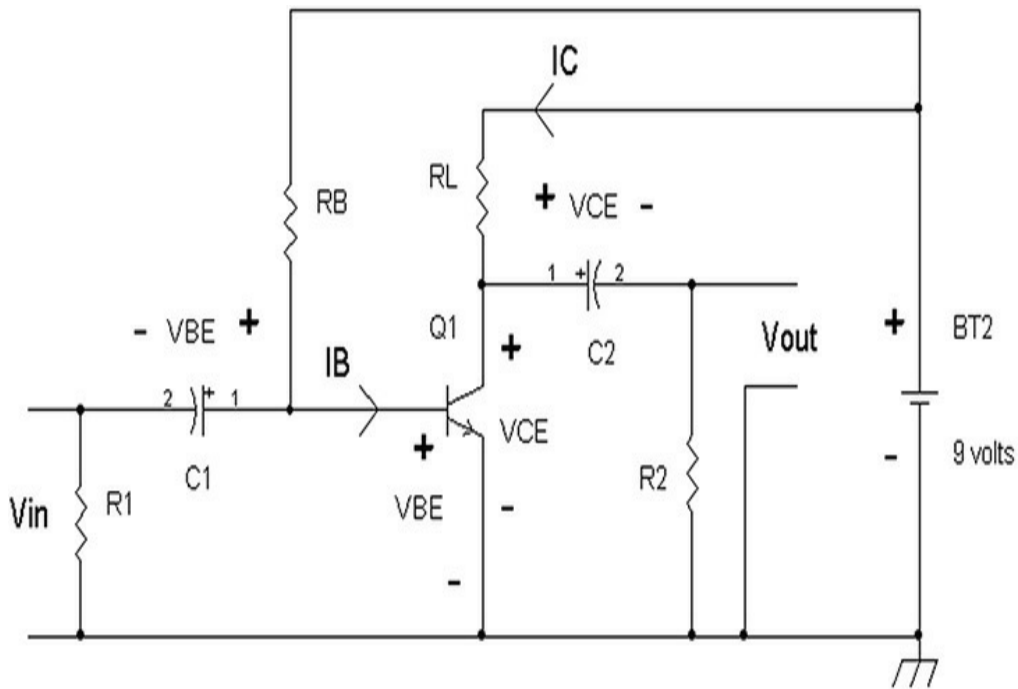 IC
RL
RB
+ VCE -
1 + 2
- VBE +
Q1
+
C2
Vout
+
BT2
IB
2 + 1
C1
+
VCE
VBE
-
-
R2
-
9 volts
Vin
R1